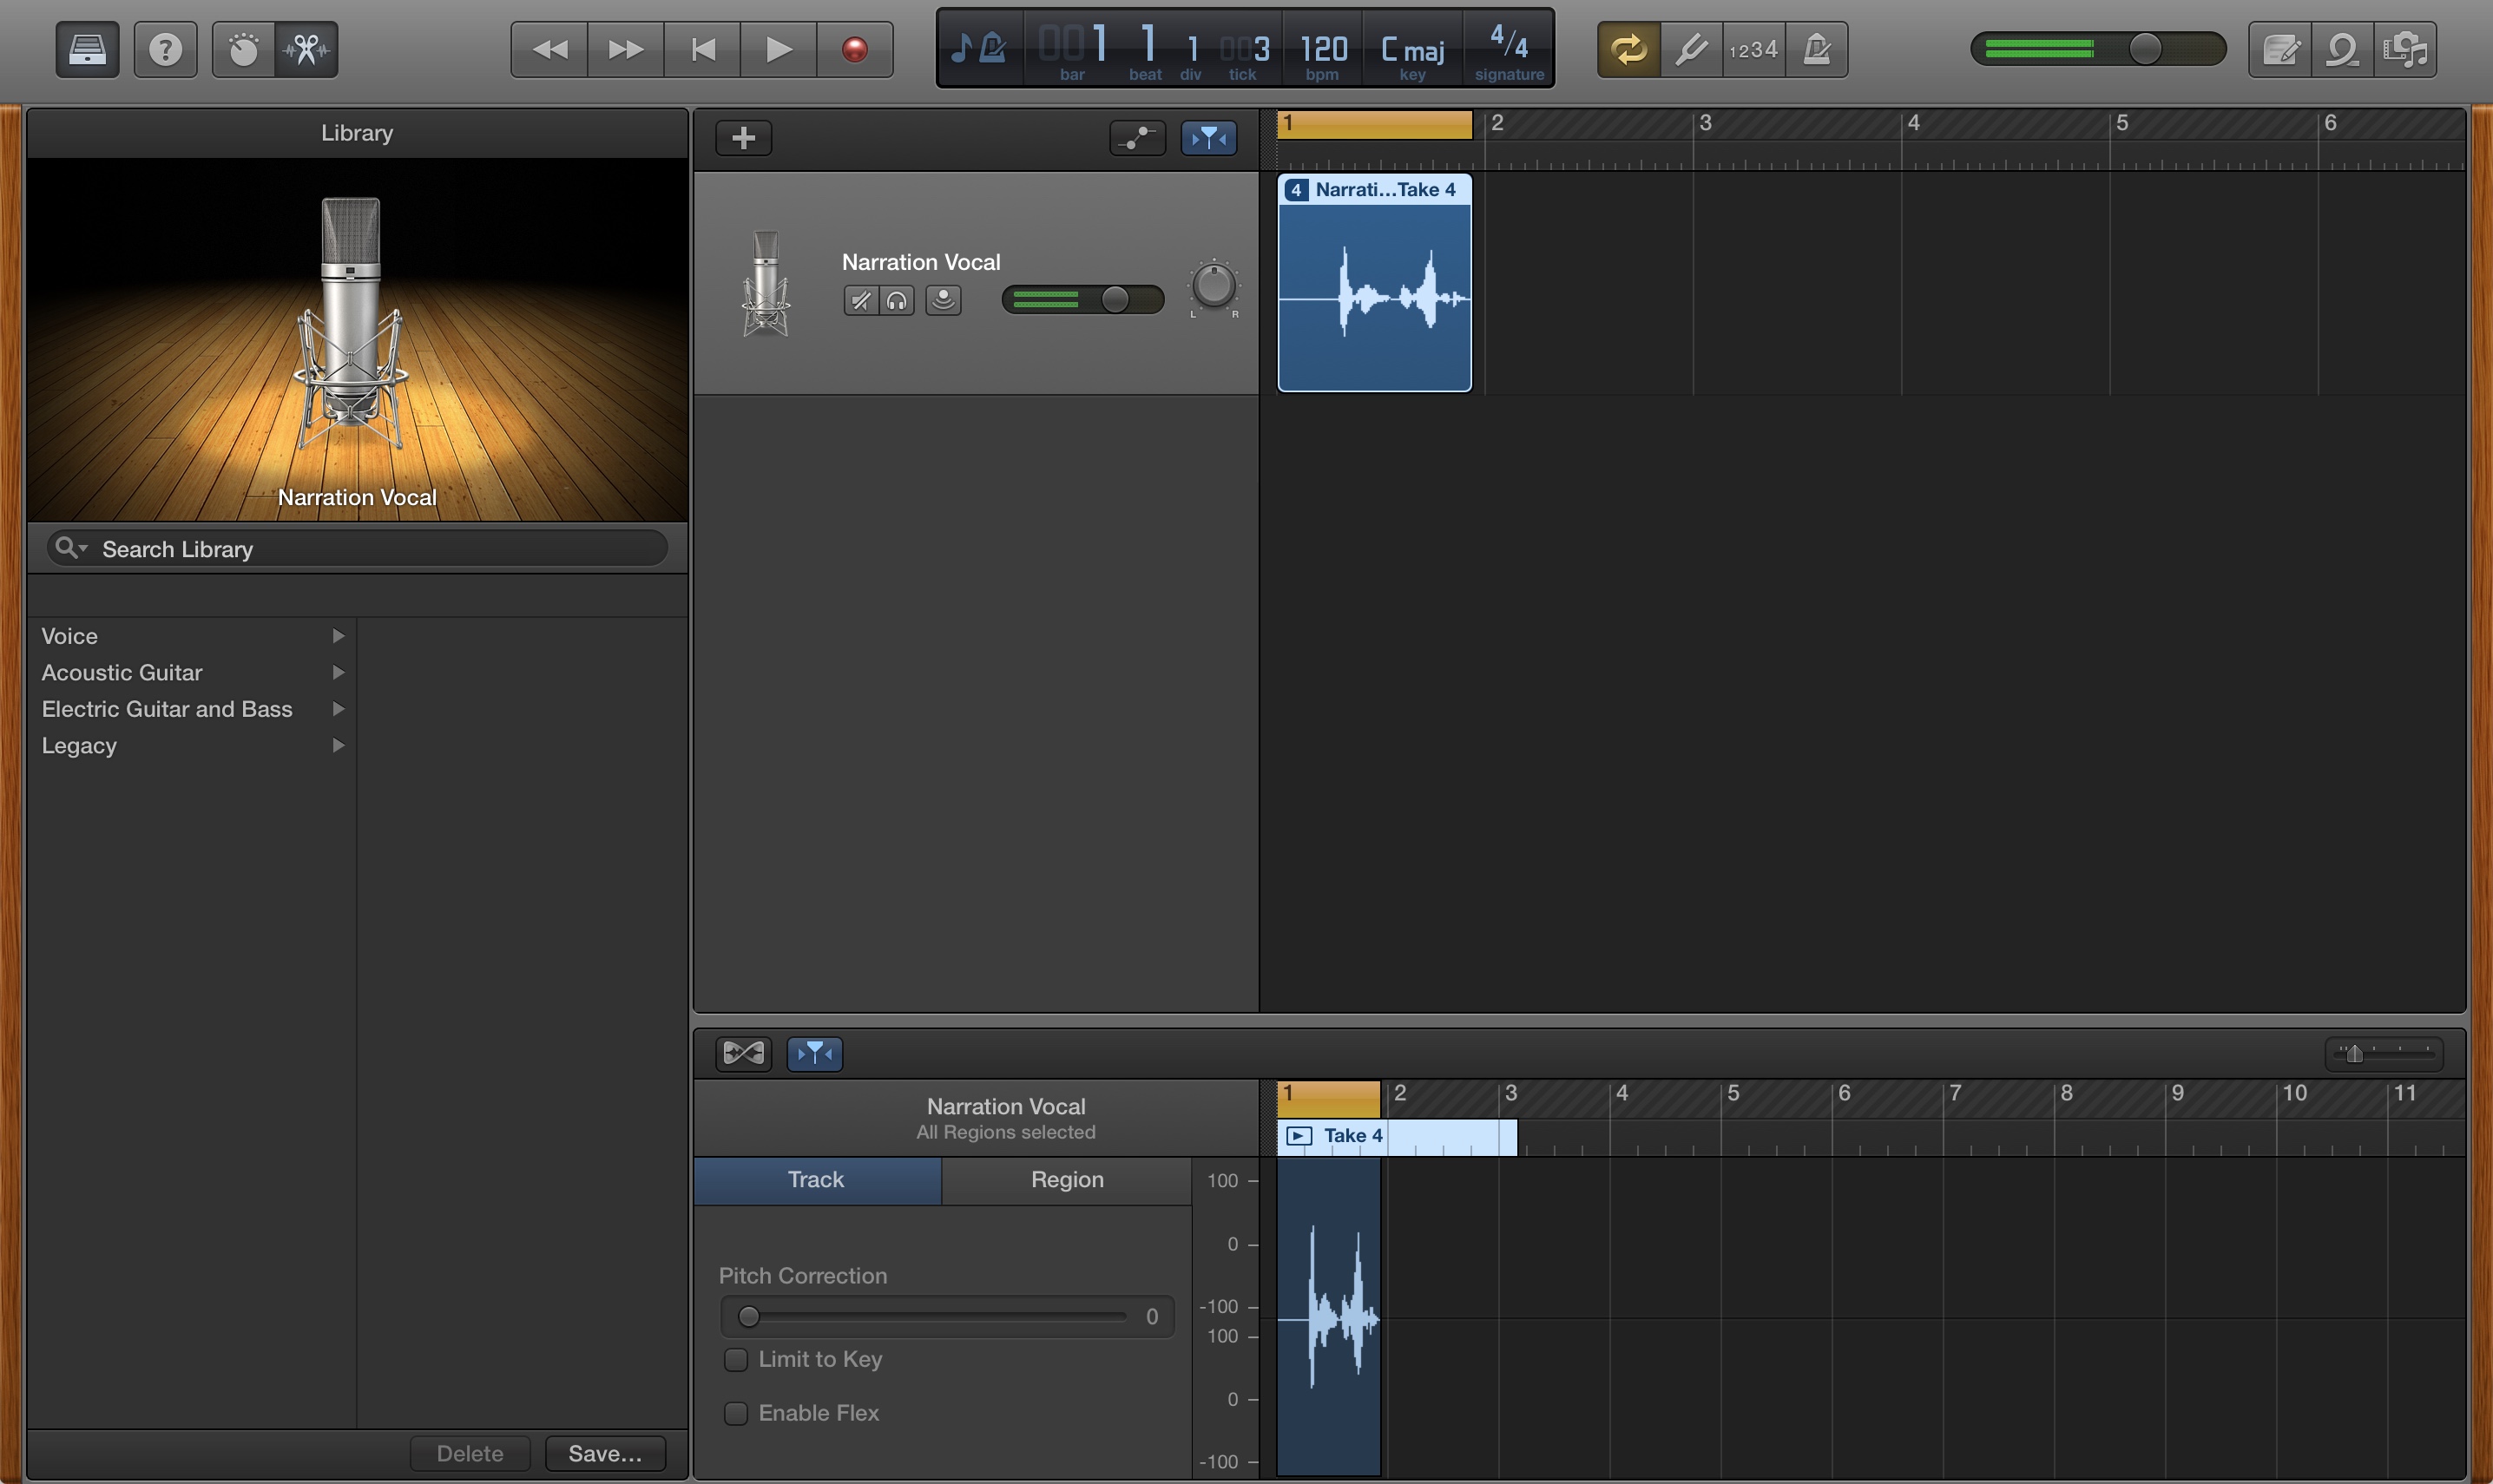 ?
001 1 1 003 120 C maj 4/4
bar beat div tick bpm key signature
1234
Library
Narration Vocal
Search Library
Voice
Acoustic Guitar
Electric Guitar and Bass
Legacy
Delete Save...
1 2 3 4 5 6
Narration Vocal
L R
4 Narrati...Take 4
1 2 3 4 5 6 7 8 9 10 11
Narration Vocal
All Regions selected
Take 4
Track Region
Pitch Correction
0
Limit to Key
Enable Flex
100
0
-100
100
0
-100